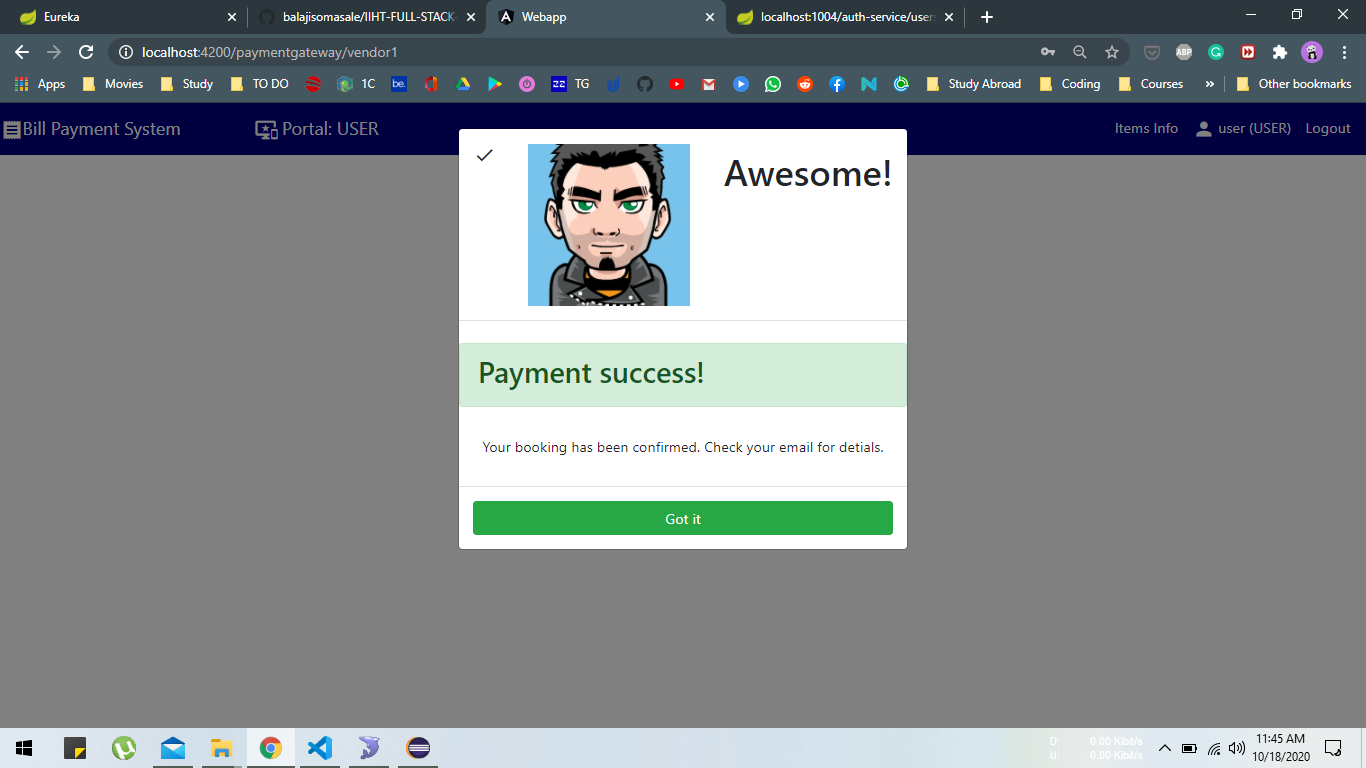 Eureka
balajisomasale/IIHT-FULL-STACK-
Webapp
localhost:1004/auth-service/users
localhost:4200/paymentgateway/vendor1
ABP
Apps
Movies
Study
TO DO
1C
be.
TG
Study Abroad
Coding
Courses
»
Other bookmarks
Bill Payment System
Portal: USER
Items Info
user (USER)
Logout
Awesome!
Payment success!
Your booking has been confirmed. Check your email for detials.
Got it
D: 0.00 Kibit/s
U: 0.00 Kibit/s
11:45 AM
10/18/2020